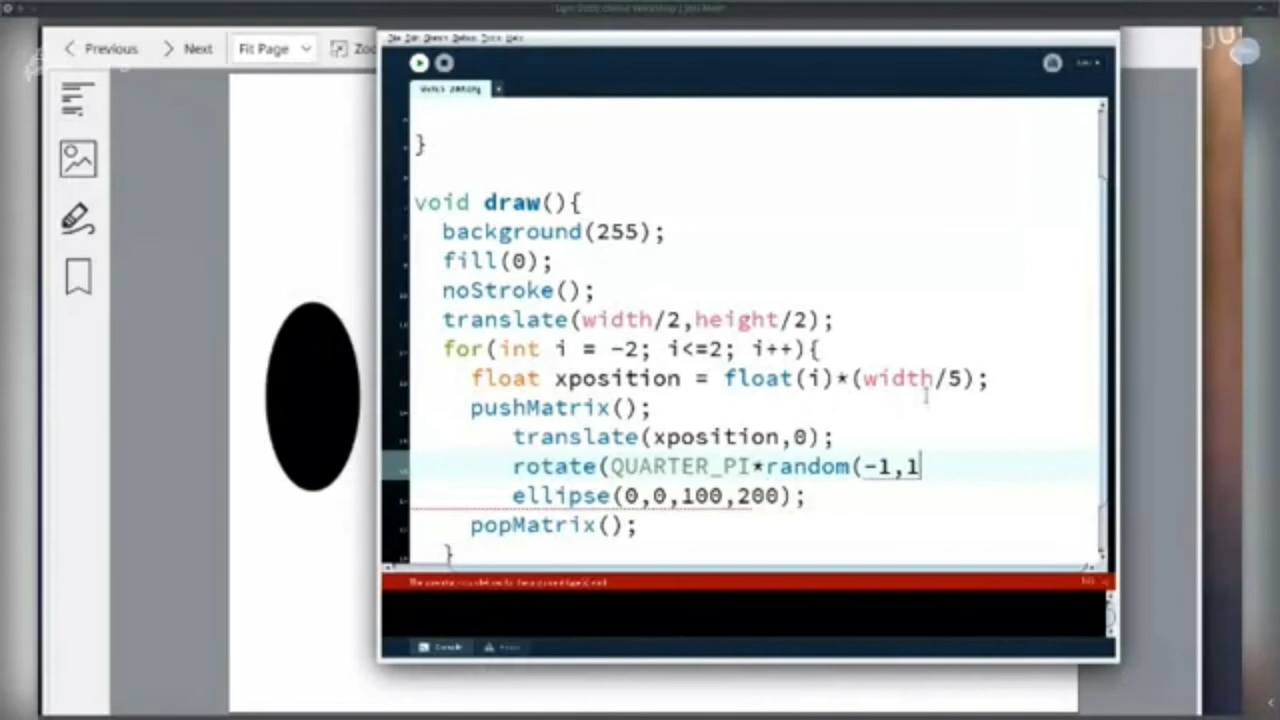 Previous
Next
Fit Page
}
void draw(){
background(255);
fill(0);
noStroke();
translate(width/2,height/2);
for(int i = -2; i<=2; i++){
float xposition = float(i)*(width/5);
pushMatrix();
translate(xposition,0);
rotate(QUARTER_PI*random(-1,1
ellipse(0,0,100,200);
popMatrix();
}
Console